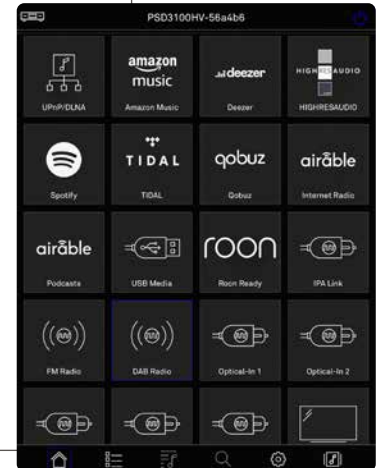 PSD3100HV-56a4b6
UPnP/DLNA
amazon music
Amazon Music
deezer
Deezer
HIGHRESAUDIO
HIGHRESAUDIO
Spotify
TIDAL
TIDAL
qobuz
Qobuz
airable
Internet Radio
airable
Podcasts
USB Media
roon
Roon Ready
IPA Link
FM Radio
DAB Radio
Optical-In 1
Optical-In 2